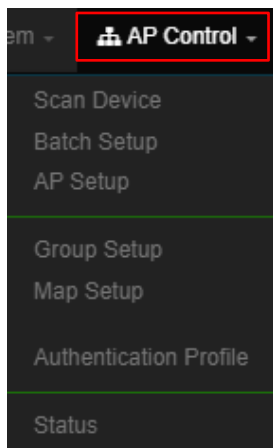 em AP Control
Scan Device
Batch Setup
AP Setup
Group Setup
Map Setup
Authentication Profile
Status